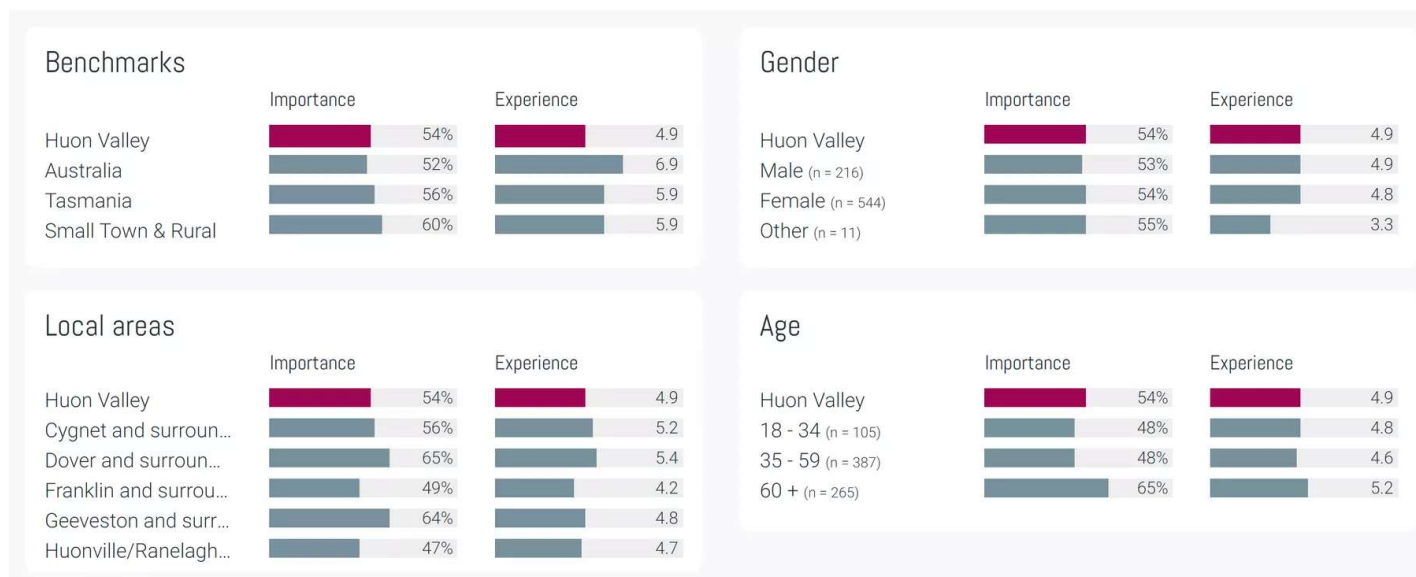 Benchmarks
Importance Experience
Huon Valley 54% 4.9
Australia 52% 6.9
Tasmania 56% 5.9
Small Town & Rural 60% 5.9
Gender
Importance Experience
Huon Valley 54% 4.9
Male (n = 216) 53% 4.9
Female (n = 544) 54% 4.8
Other (n = 11) 55% 3.3
Local areas
Importance Experience
Huon Valley 54% 4.9
Cygnet and surroun... 56% 5.2
Dover and surroun... 65% 5.4
Franklin and surrou... 49% 4.2
Geeveston and surr... 64% 4.8
Huonville/Ranelagh... 47% 4.7
Age
Importance Experience
Huon Valley 54% 4.9
18 - 34 (n = 105) 48% 4.8
35 - 59 (n = 387) 48% 4.6
60 + (n = 265) 65% 5.2